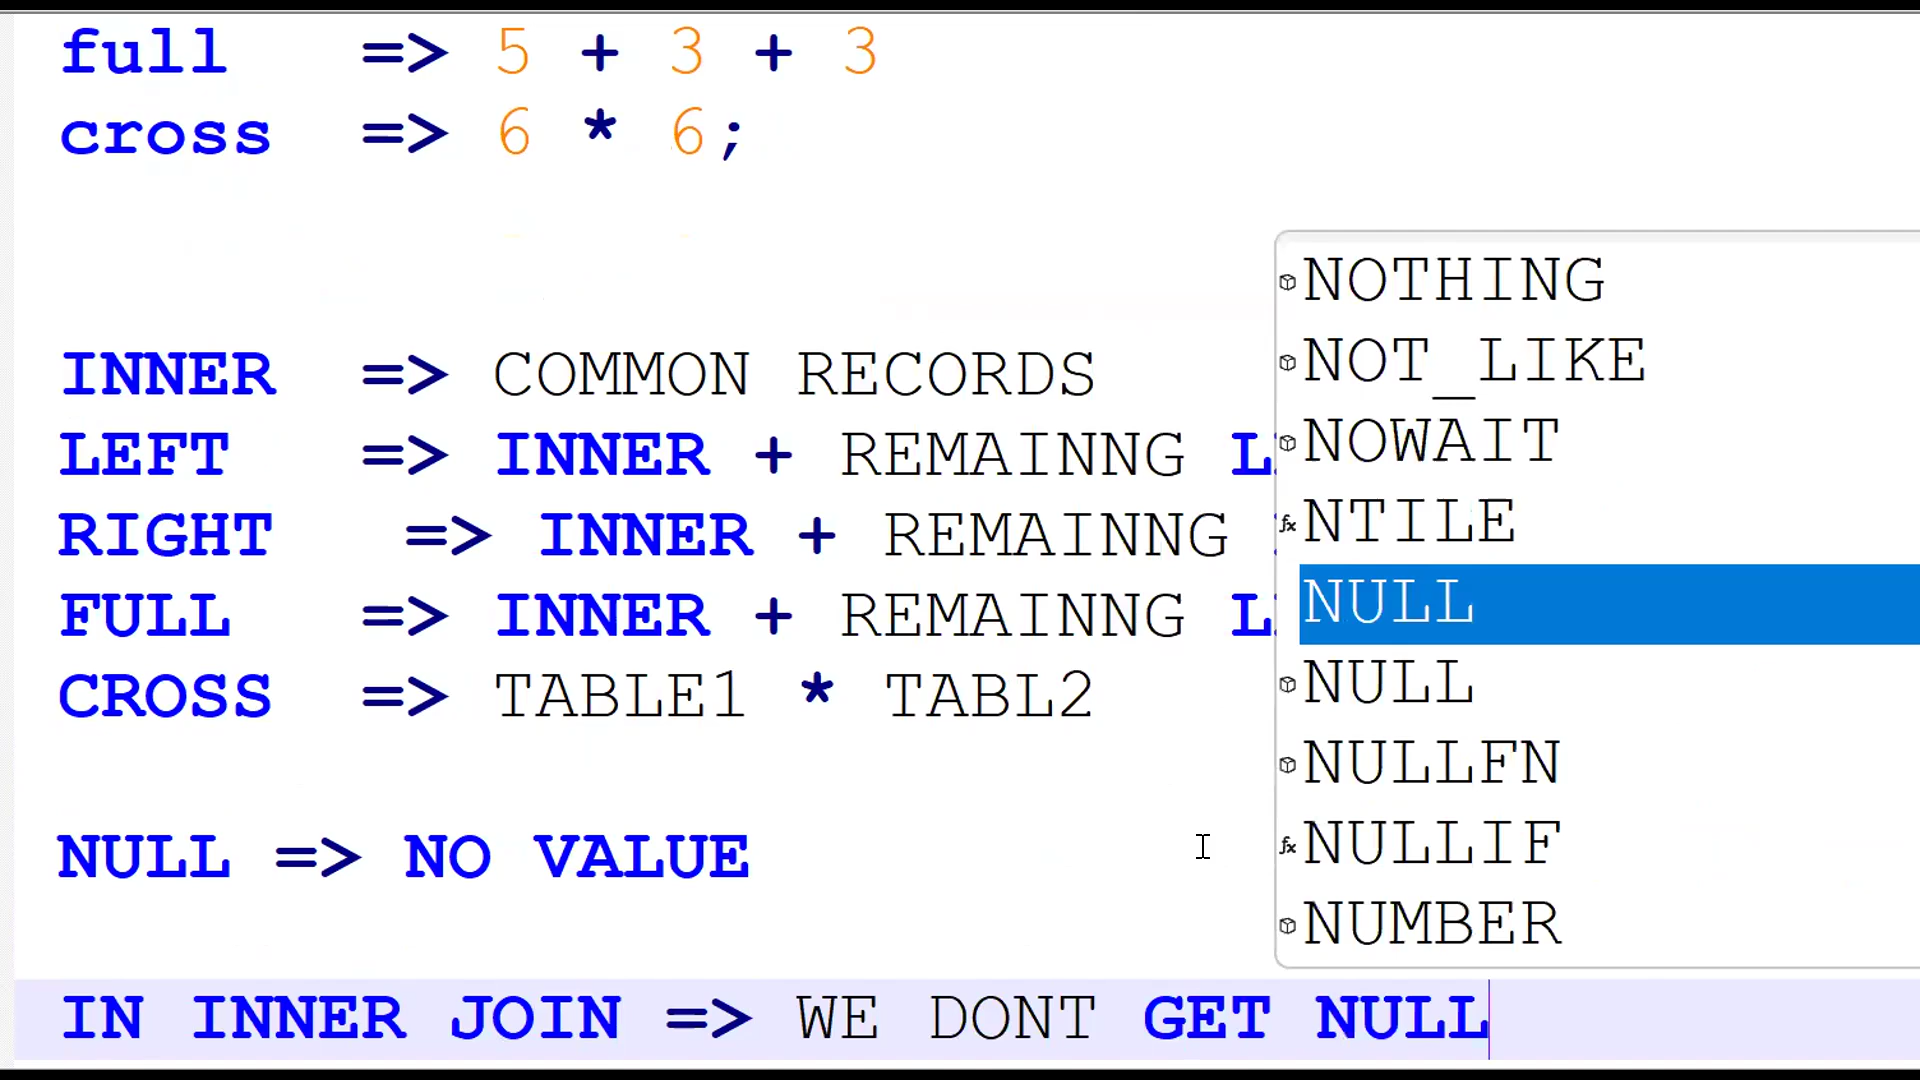 full => 5 + 3 + 3
cross => 6 * 6;
INNER => COMMON RECORDS
LEFT => INNER + REMAINNG
RIGHT => INNER + REMAINNG
FULL => INNER + REMAINNG
CROSS => TABLE1 * TABL2
NULL => NO VALUE
IN INNER JOIN => WE DONT GET NULL
NOTHING
NOT_LIKE
NOWAIT
NTILE
NULL
NULL
NULLFN
NULLIF
NUMBER